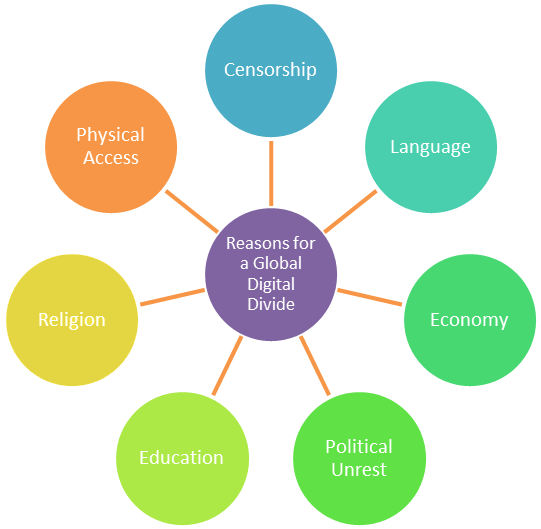 Censorship
Language
Economy
Political
Unrest
Education
Religion
Physical
Access
Reasons for
a Global
Digital
Divide